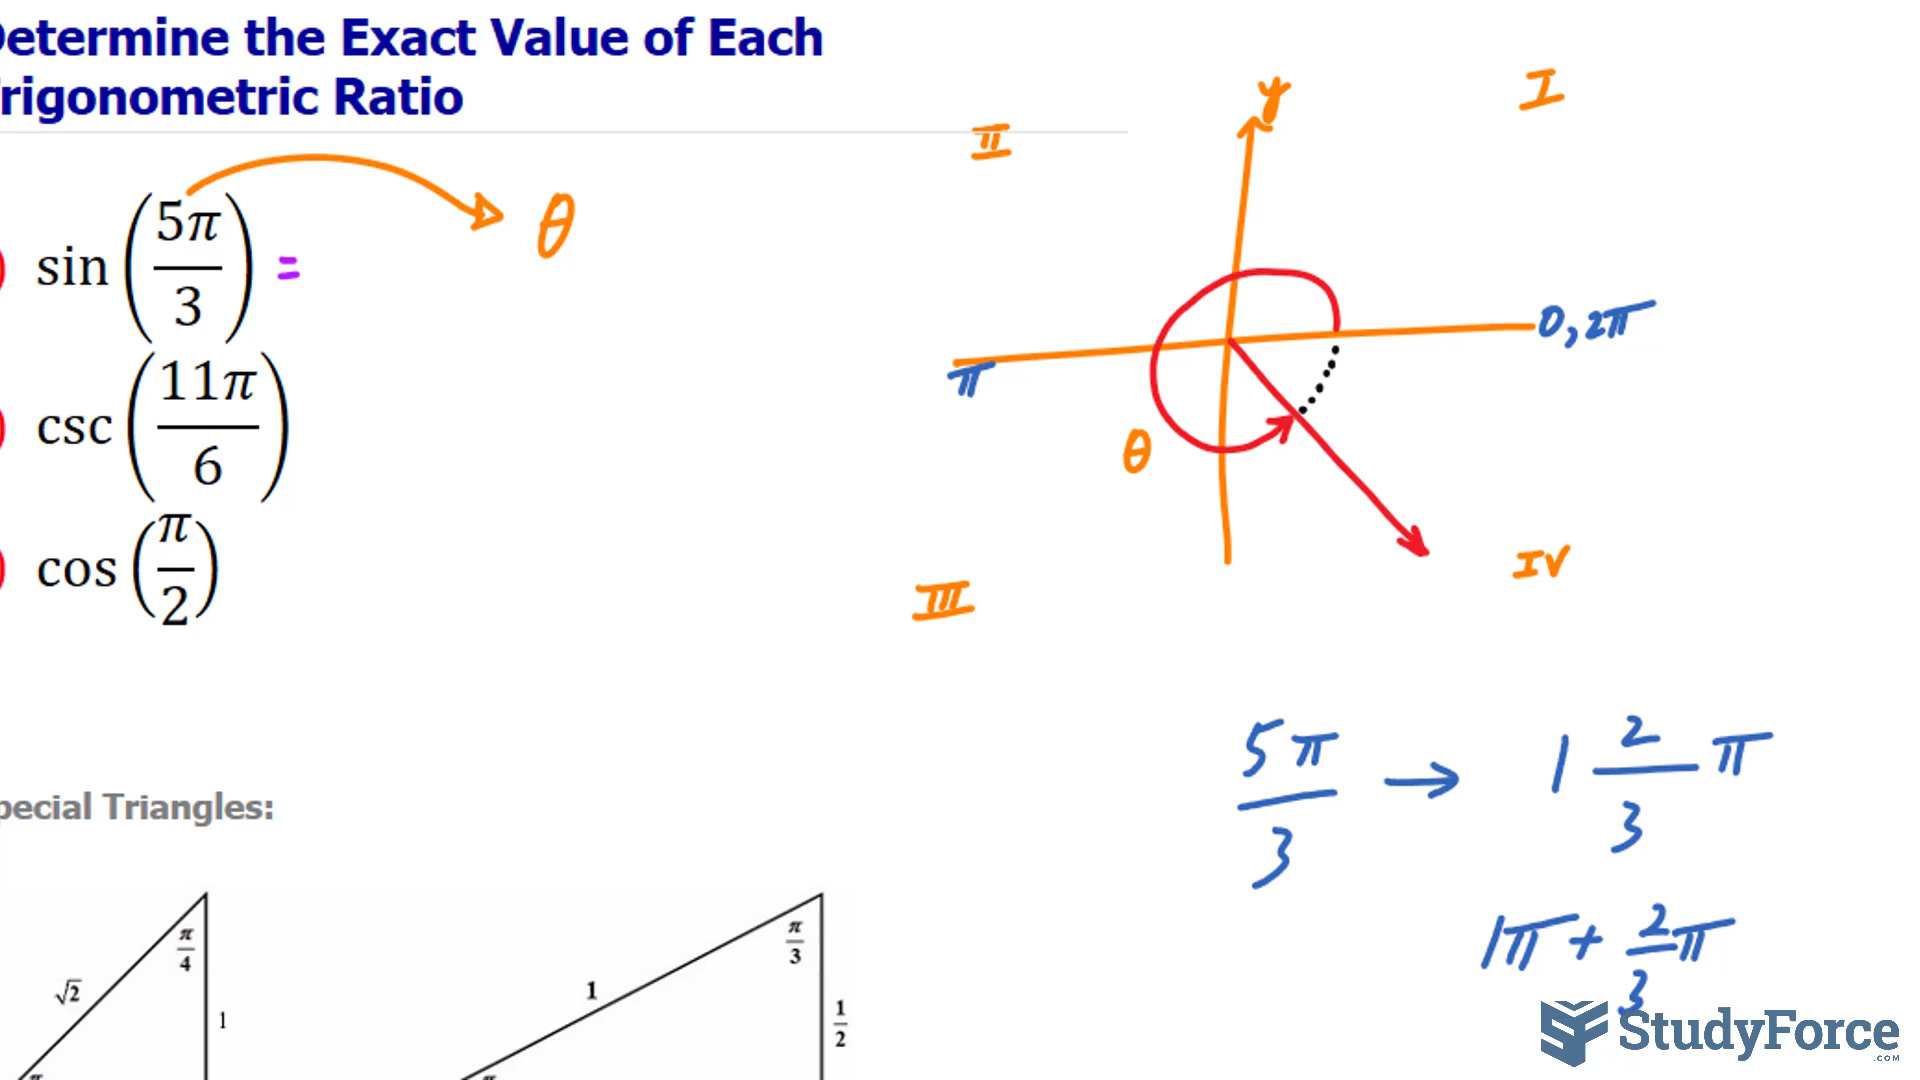 etermine the Exact Value of Each
rigonometric Ratio
sin(5π/3) =
θ
csc(11π/6)
cos(π/2)
y
I
II
0, 2π
π
θ
III
IV
5π/3 → 1 2/3 π
1π + 2/3 π
pecial Triangles:
π/4
√2
1
π/3
1
1/2
StudyForce
.COM